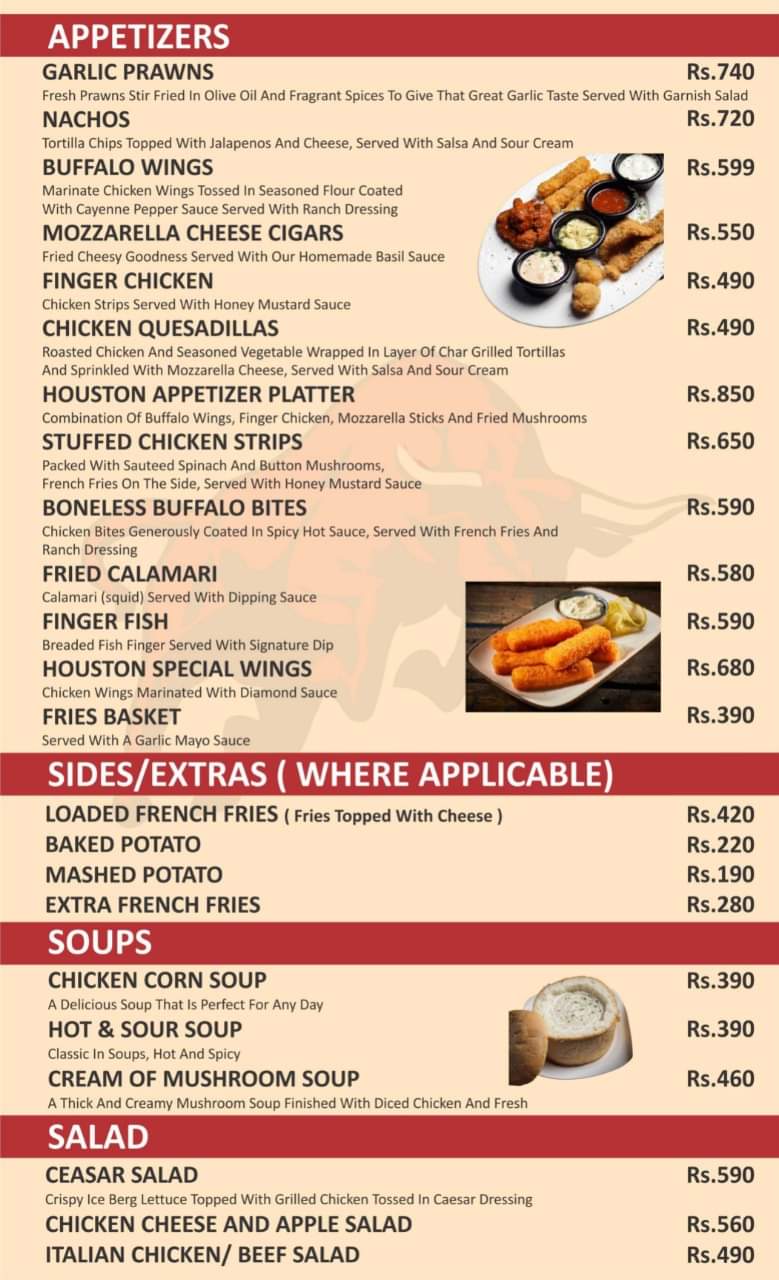 APPETIZERS
GARLIC PRAWNS Rs.740
Fresh Prawns Stir Fried In Olive Oil And Fragrant Spices To Give That Great Garlic Taste Served With Garnish Salad
NACHOS Rs.720
Tortilla Chips Topped With Jalapenos And Cheese, Served With Salsa And Sour Cream
BUFFALO WINGS Rs.599
Marinate Chicken Wings Tossed In Seasoned Flour Coated
With Cayenne Pepper Sauce Served With Ranch Dressing
MOZZARELLA CHEESE CIGARS Rs.550
Fried Cheesy Goodness Served With Our Homemade Basil Sauce
FINGER CHICKEN Rs.490
Chicken Strips Served With Honey Mustard Sauce
CHICKEN QUESADILLAS Rs.490
Roasted Chicken And Seasoned Vegetable Wrapped In Layer Of Char Grilled Tortillas
And Sprinkled With Mozzarella Cheese, Served With Salsa And Sour Cream
HOUSTON APPETIZER PLATTER Rs.850
Combination Of Buffalo Wings, Finger Chicken, Mozzarella Sticks And Fried Mushrooms
STUFFED CHICKEN STRIPS Rs.650
Packed With Sauteed Spinach And Button Mushrooms,
French Fries On The Side, Served With Honey Mustard Sauce
BONELESS BUFFALO BITES Rs.590
Chicken Bites Generously Coated In Spicy Hot Sauce, Served With French Fries And
Ranch Dressing
FRIED CALAMARI Rs.580
Calamari (squid) Served With Dipping Sauce
FINGER FISH Rs.590
Breaded Fish Finger Served With Signature Dip
HOUSTON SPECIAL WINGS Rs.680
Chicken Wings Marinated With Diamond Sauce
FRIES BASKET Rs.390
Served With A Garlic Mayo Sauce
SIDES/EXTRAS ( WHERE APPLICABLE)
LOADED FRENCH FRIES ( Fries Topped With Cheese ) Rs.420
BAKED POTATO Rs.220
MASHED POTATO Rs.190
EXTRA FRENCH FRIES Rs.280
SOUPS
CHICKEN CORN SOUP Rs.390
A Delicious Soup That Is Perfect For Any Day
HOT & SOUR SOUP Rs.390
Classic In Soups, Hot And Spicy
CREAM OF MUSHROOM SOUP Rs.460
A Thick And Creamy Mushroom Soup Finished With Diced Chicken And Fresh
SALAD
CEASAR SALAD Rs.590
Crispy Ice Berg Lettuce Topped With Grilled Chicken Tossed In Caesar Dressing
CHICKEN CHEESE AND APPLE SALAD Rs.560
ITALIAN CHICKEN/ BEEF SALAD Rs.490